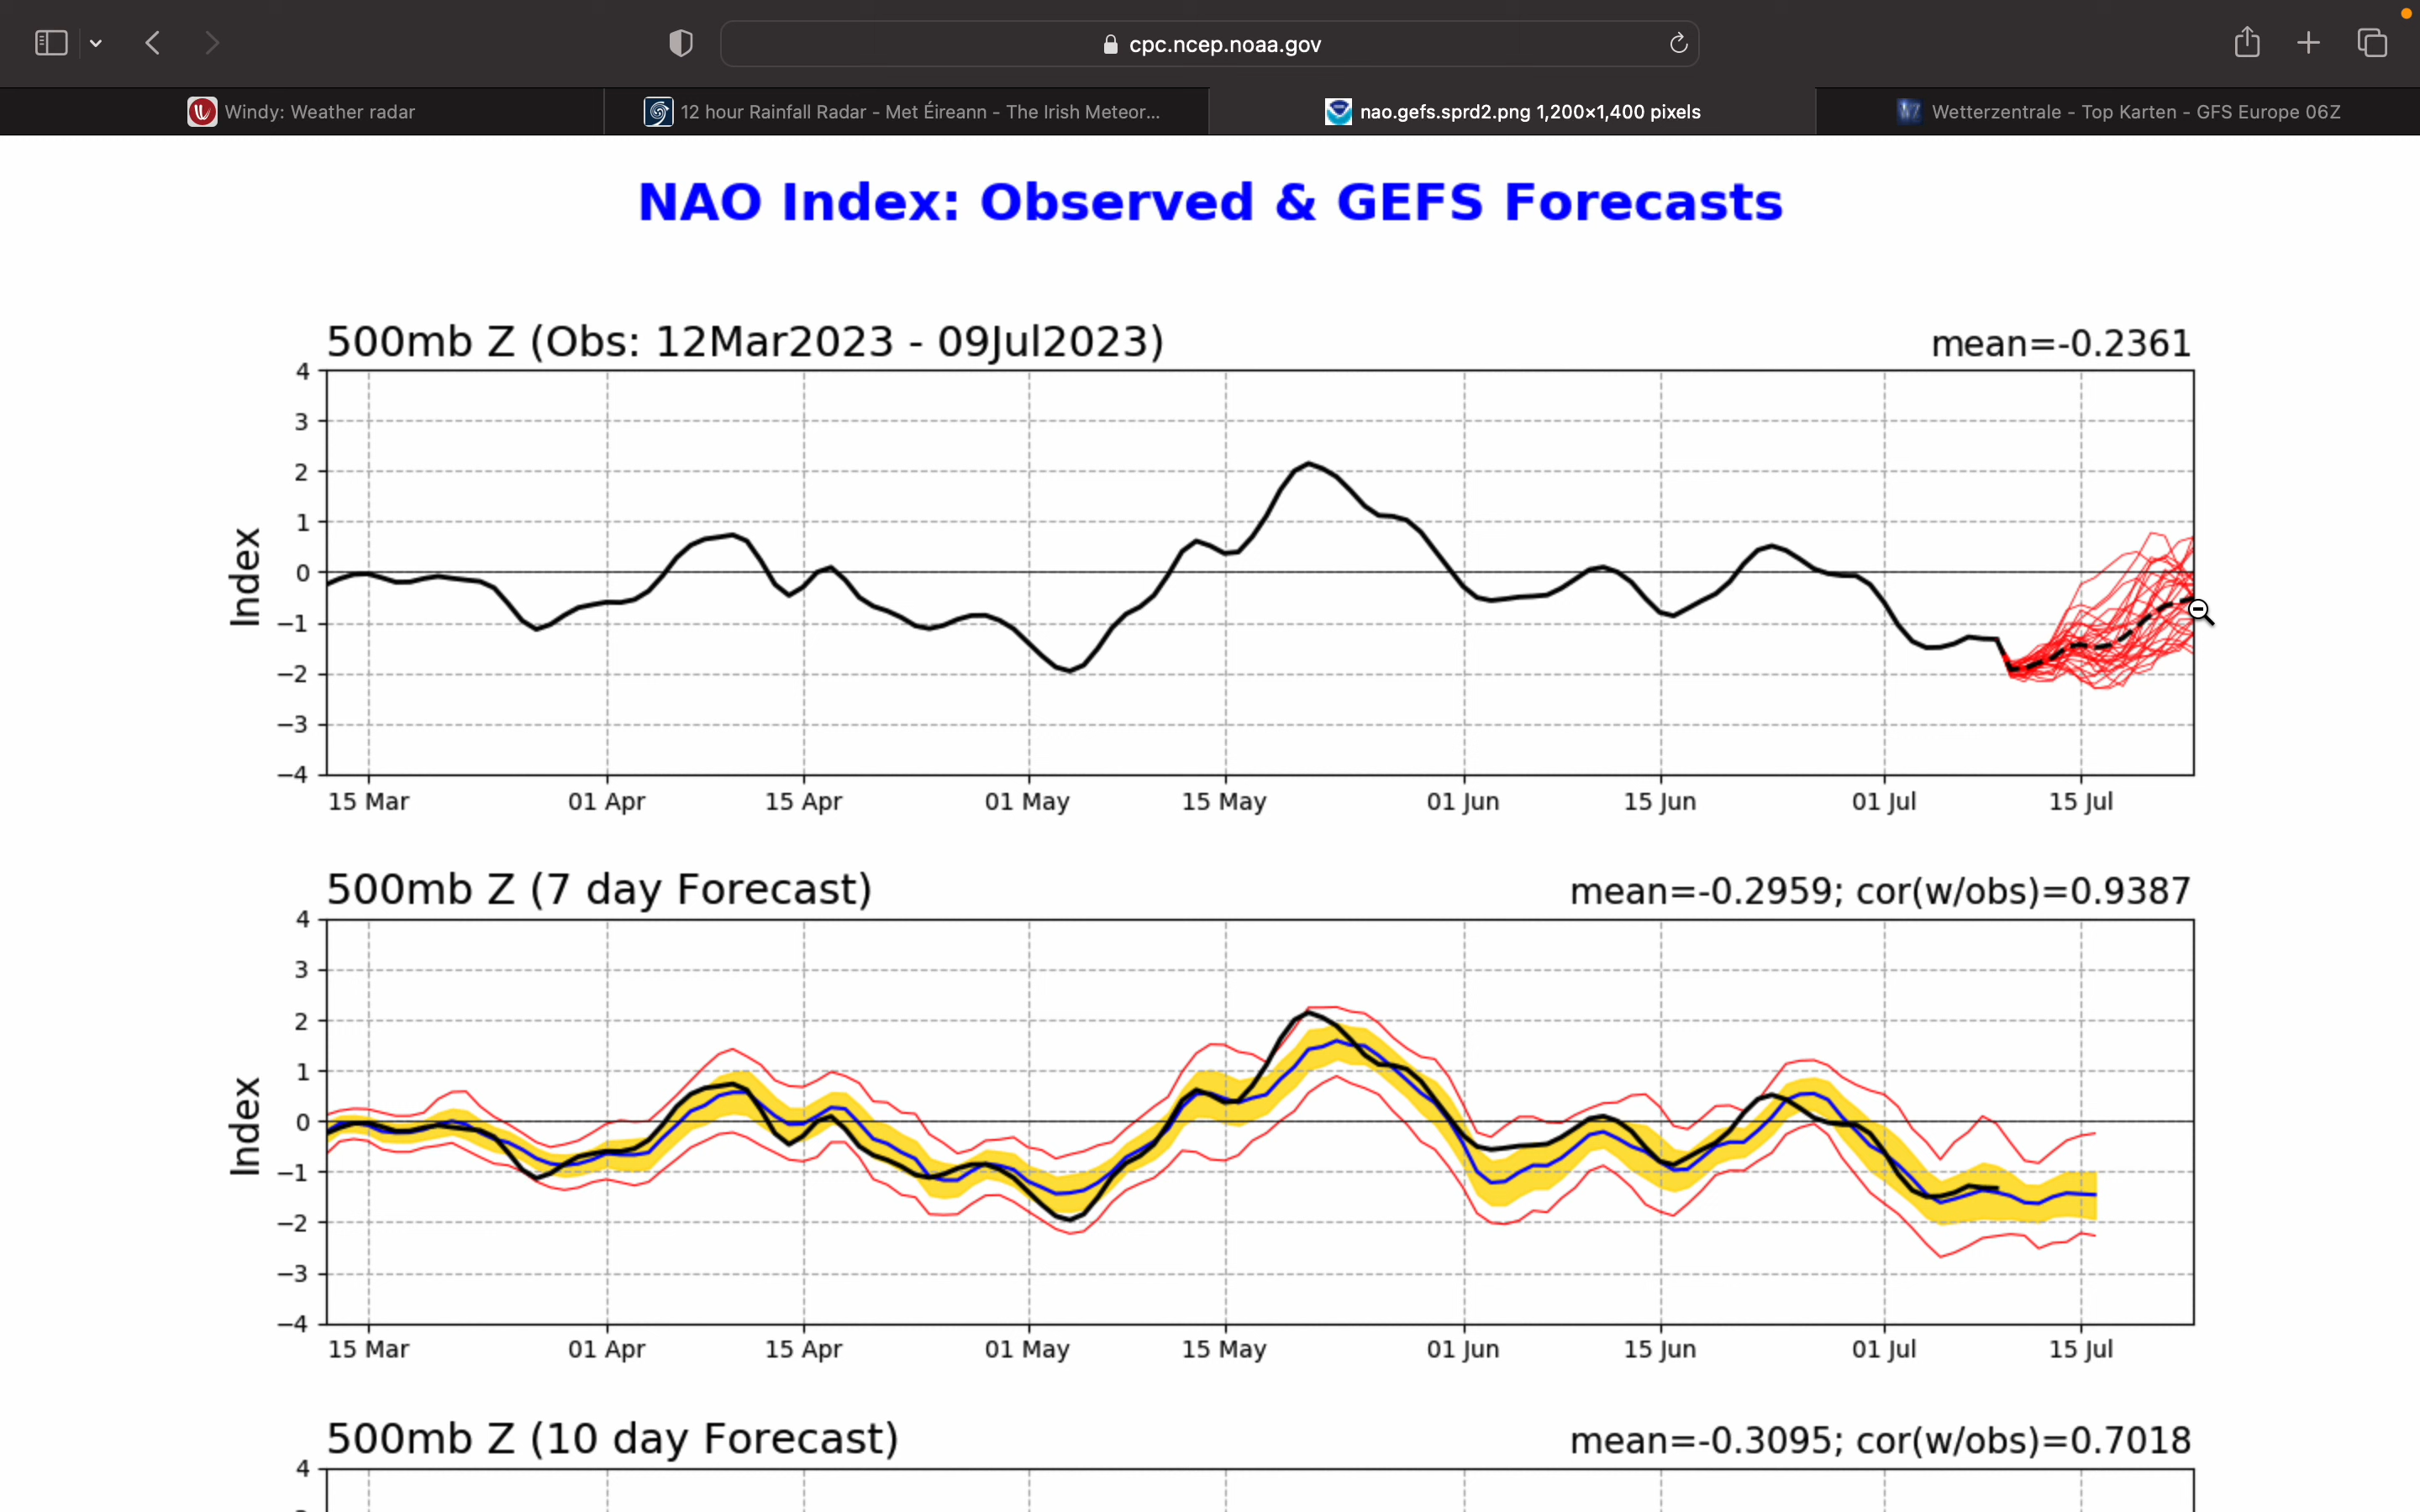 cpc.ncep.noaa.gov
Windy: Weather radar
12 hour Rainfall Radar - Met Éireann - The Irish Meteor...
nao.gefs.sprd2.png 1,200×1,400 pixels
Wetterzentrale - Top Karten - GFS Europe 06Z
NAO Index: Observed & GEFS Forecasts
500mb Z (Obs: 12Mar2023 - 09Jul2023)
mean=-0.2361
4
3
2
1
0
−1
−2
−3
−4
Index
15 Mar 01 Apr 15 Apr 01 May 15 May 01 Jun 15 Jun 01 Jul 15 Jul
500mb Z (7 day Forecast)
mean=-0.2959; cor(w/obs)=0.9387
4
3
2
1
0
−1
−2
−3
−4
Index
15 Mar 01 Apr 15 Apr 01 May 15 May 01 Jun 15 Jun 01 Jul 15 Jul
500mb Z (10 day Forecast)
mean=-0.3095; cor(w/obs)=0.7018
4